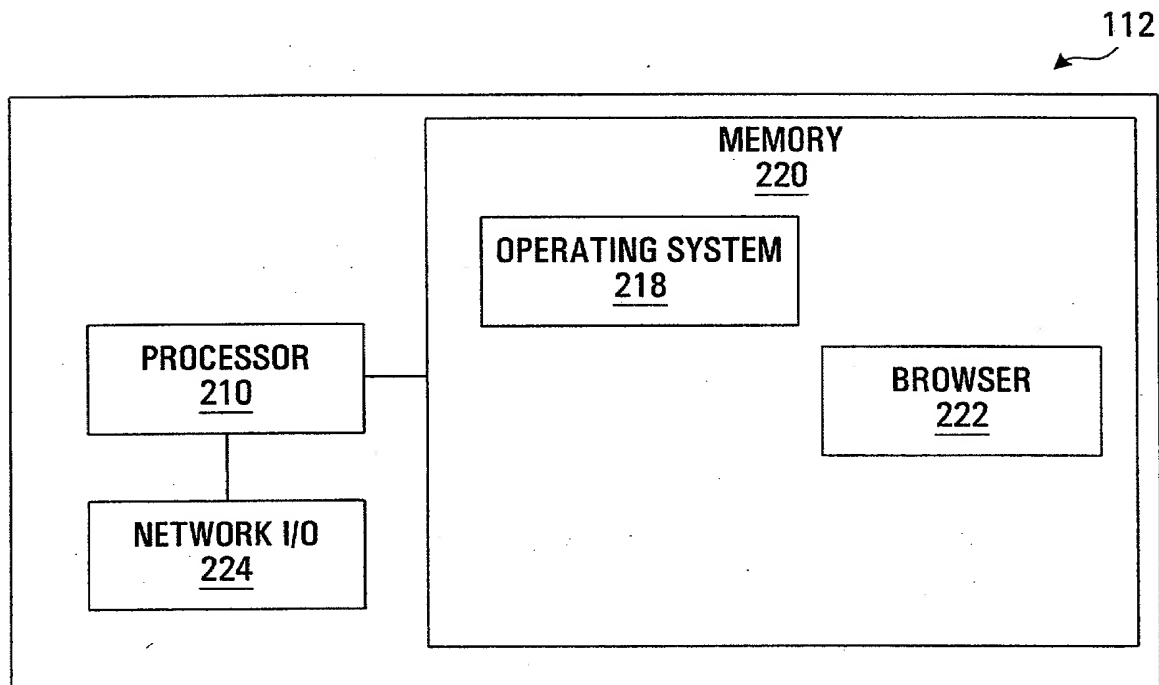 112
MEMORY
220
OPERATING SYSTEM
218
PROCESSOR
210
BROWSER
222
NETWORK I/O
224